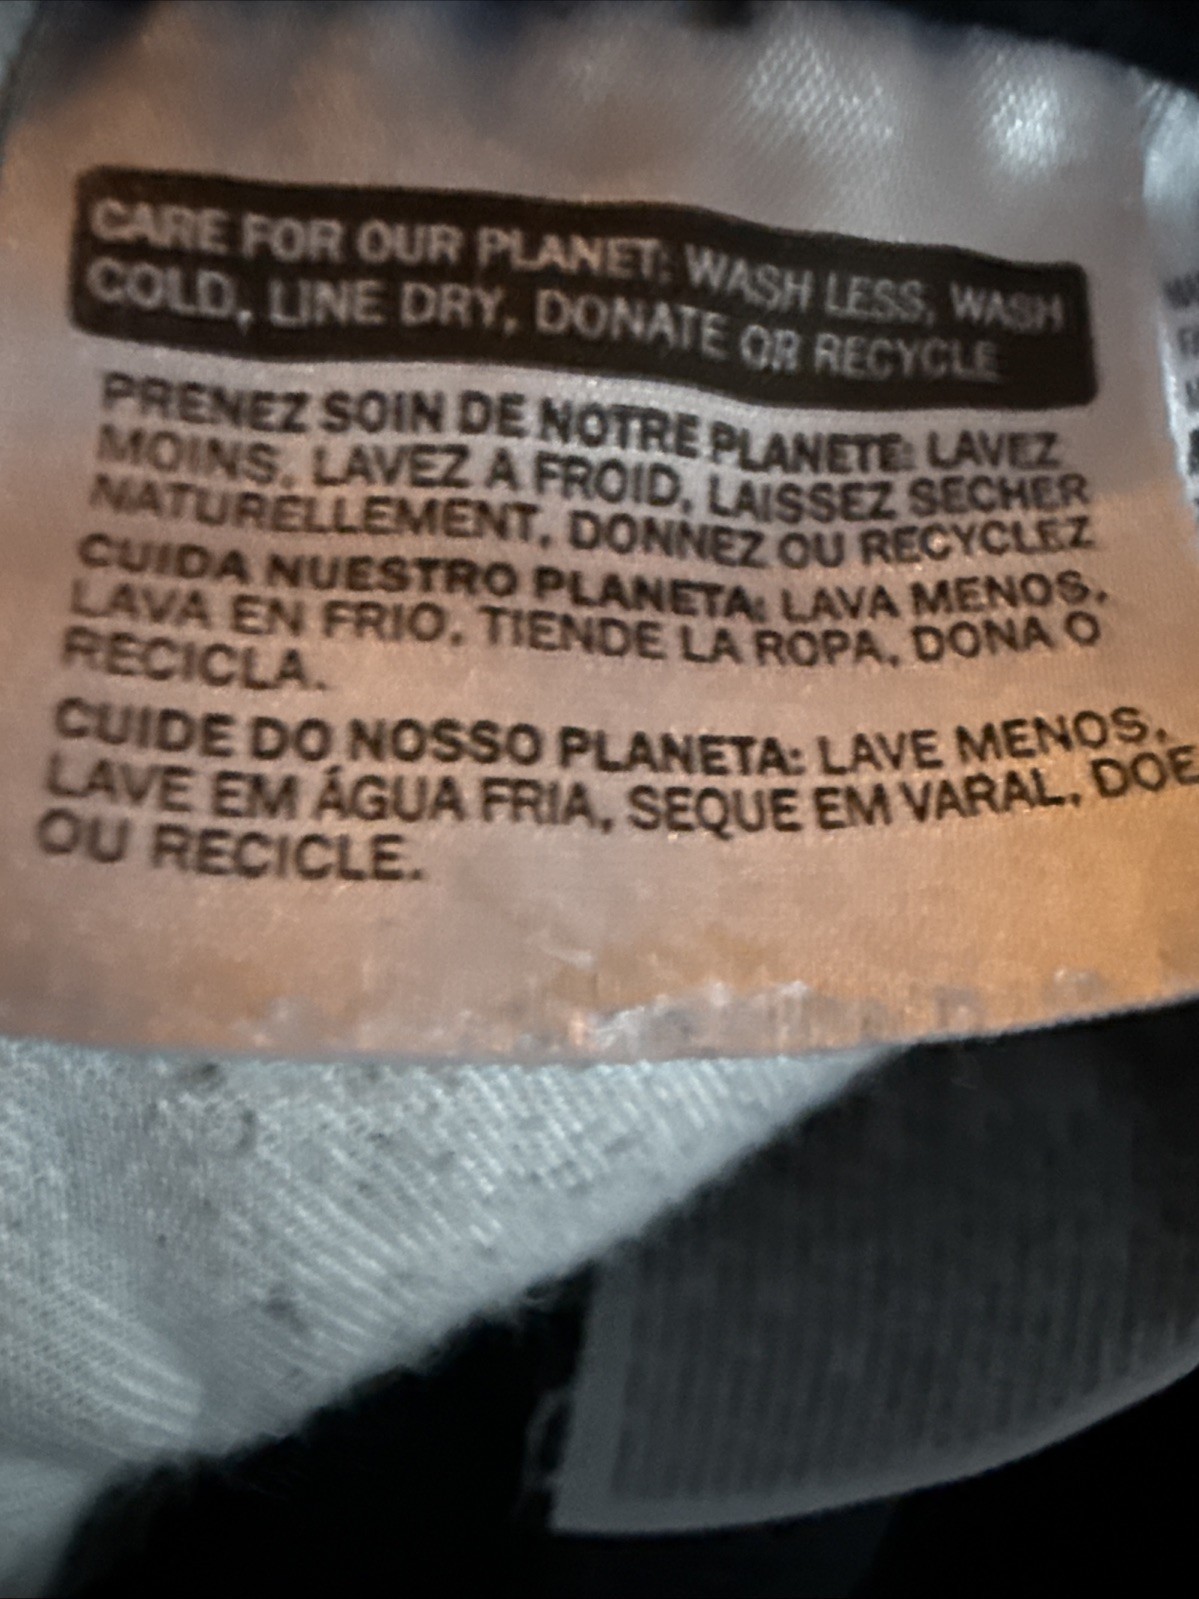 CARE FOR OUR PLANET: WASH LESS, WASH
COLD, LINE DRY, DONATE OR RECYCLE
PRENEZ SOIN DE NOTRE PLANETE: LAVEZ
MOINS, LAVEZ A FROID, LAISSEZ SECHER
NATURELLEMENT, DONNEZ OU RECYCLEZ
CUIDA NUESTRO PLANETA: LAVA MENOS,
LAVA EN FRIO, TIENDE LA ROPA, DONA O
RECICLA.
CUIDE DO NOSSO PLANETA: LAVE MENOS,
LAVE EM ÁGUA FRIA, SEQUE EM VARAL, DOE
OU RECICLE.